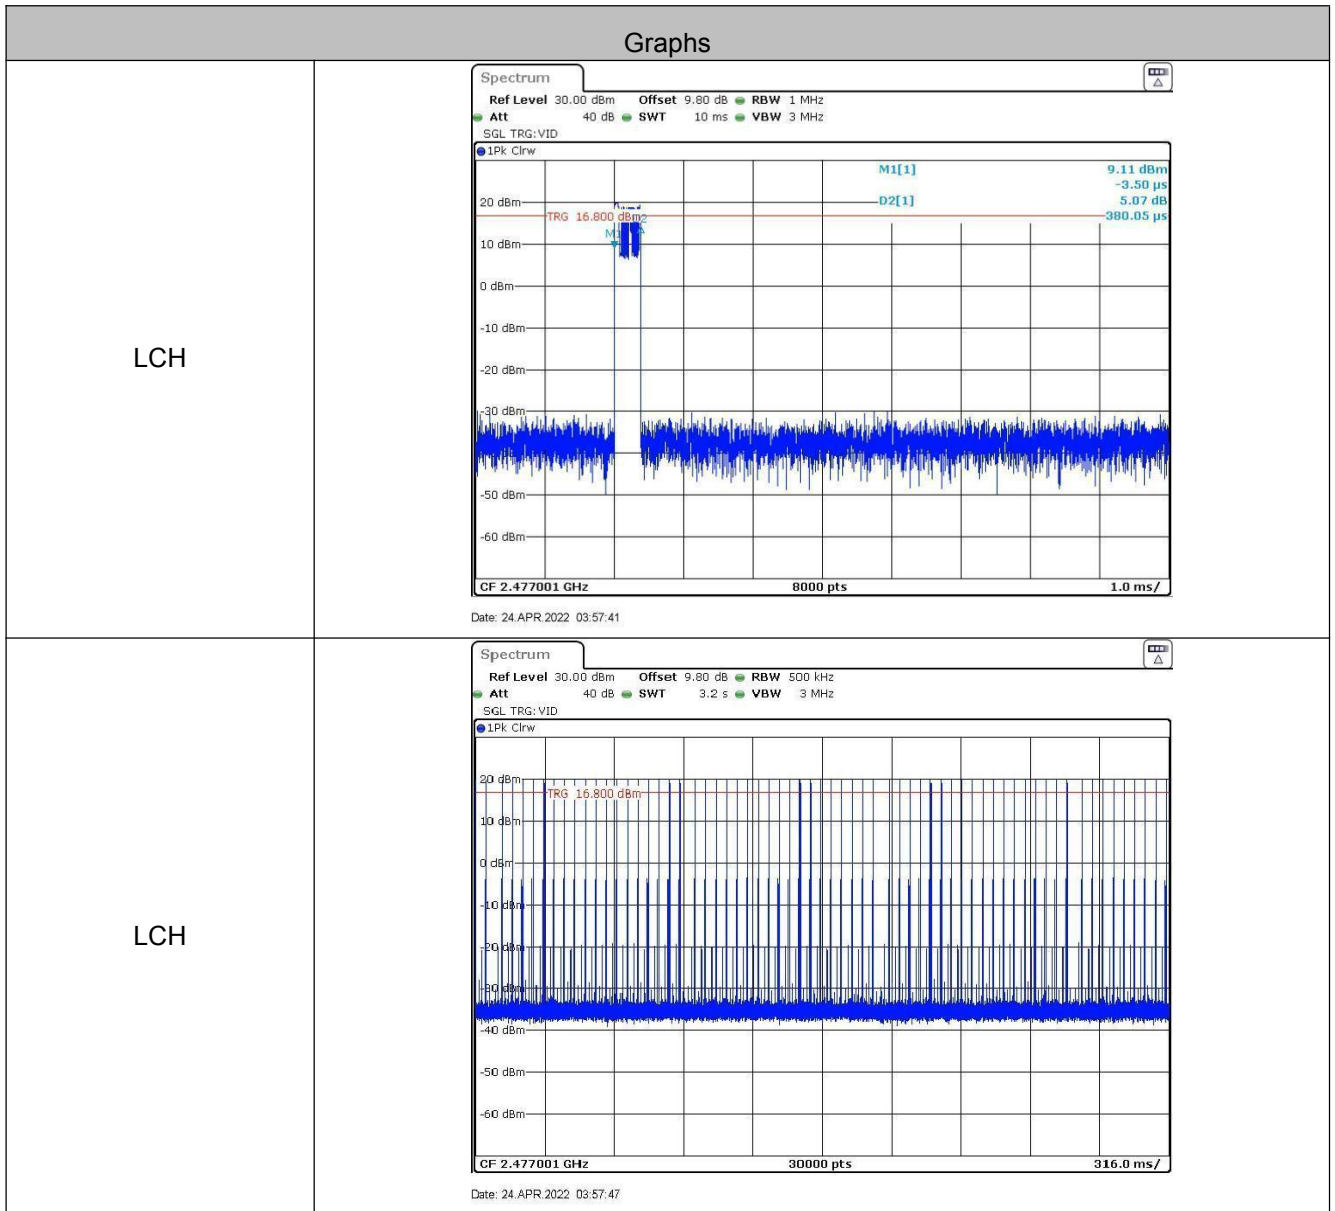 Graphs
LCH
Spectrum
Ref Level 30.00 dBm Offset 9.80 dB RBW 1 MHz
Att 40 dB SWT 10 ms VBW 3 MHz
SGL TRG:VID
1Pk Clrw
M1[1] 9.11 dBm
-3.50 µs
20 dBm D2[1] 5.07 dB
TRG 16.800 dBm 380.05 µs
M1
10 dBm
0 dBm
-10 dBm
-20 dBm
-30 dBm
-50 dBm
-60 dBm
CF 2.477001 GHz 8000 pts 1.0 ms/
Date: 24.APR.2022 03:57:41
LCH
Spectrum
Ref Level 30.00 dBm Offset 9.80 dB RBW 500 kHz
Att 40 dB SWT 3.2 s VBW 3 MHz
SGL TRG:VID
1Pk Clrw
20 dBm
TRG 16.800 dBm
10 dBm
0 dBm
-10 dBm
-20 dBm
-30 dBm
-40 dBm
-50 dBm
-60 dBm
CF 2.477001 GHz 30000 pts 316.0 ms/
Date: 24.APR.2022 03:57:47